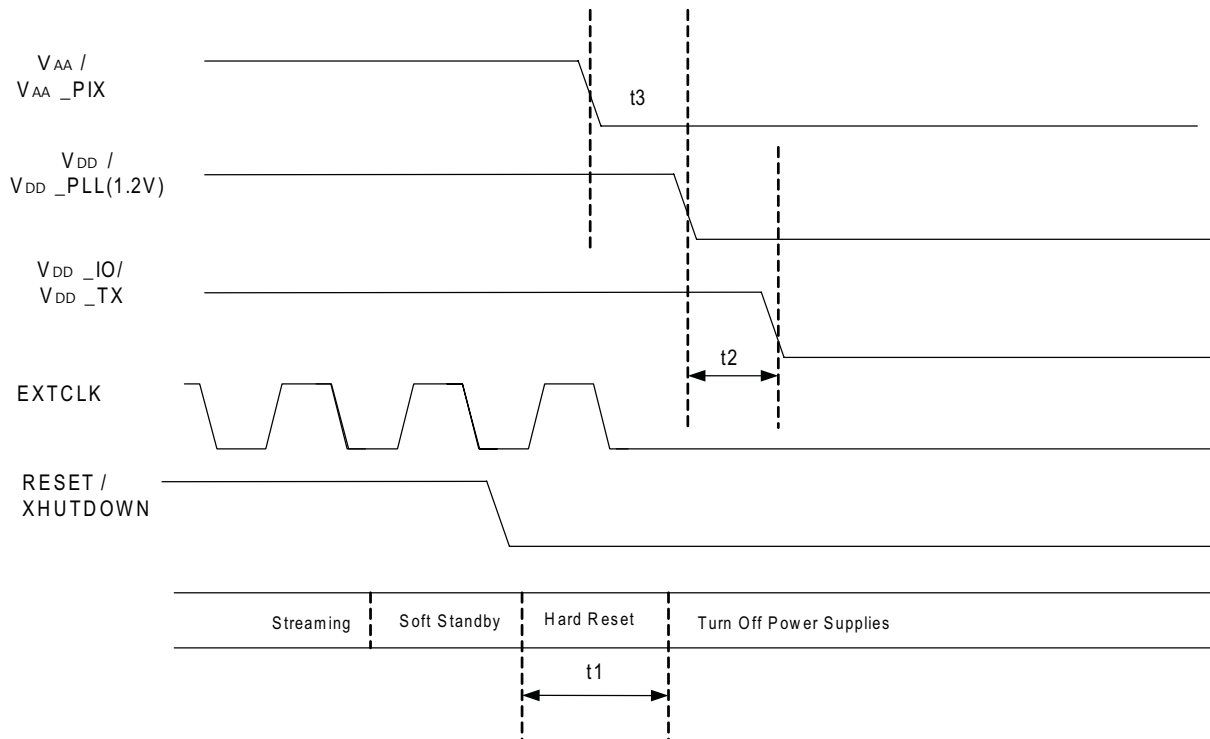 VAA /
VAA _PIX
t3
VDD /
VDD _PLL(1.2V)
VDD _IO/
VDD _TX
t2
EXTCLK
RESET /
XHUTDOWN
Streaming
Soft Standby
Hard Reset
Turn Off Power Supplies
t1